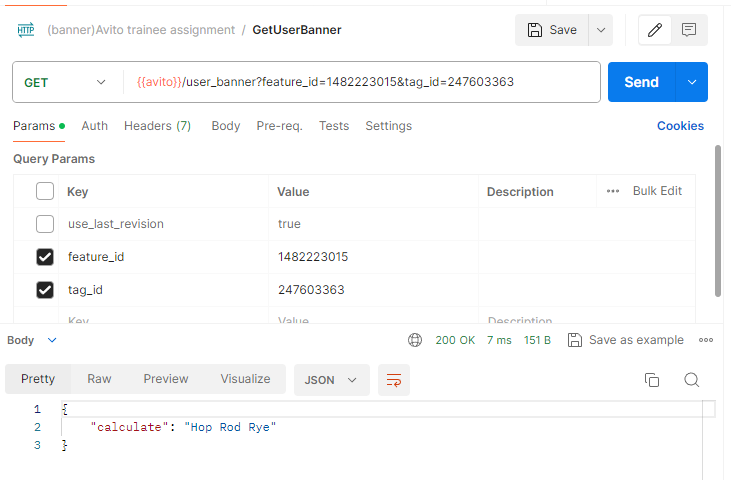 HTTP (banner)Avito trainee assignment / GetUserBanner Save
GET {{avito}}/user_banner?feature_id=1482223015&tag_id=247603363 Send
Params Auth Headers (7) Body Pre-req. Tests Settings Cookies
Query Params
Key Value Description Bulk Edit
use_last_revision true
feature_id 1482223015
tag_id 247603363
Key Value Description
Body 200 OK 7 ms 151 B Save as example
Pretty Raw Preview Visualize JSON
1 {
2 "calculate": "Hop Rod Rye"
3 }